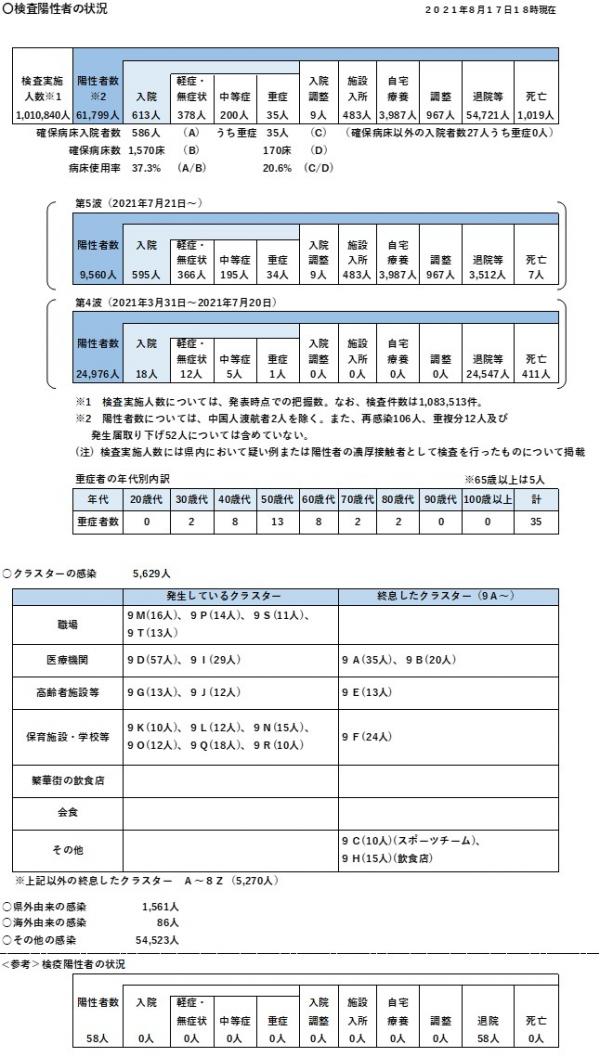 〇検査陽性者の状況
２０２１年８月１７日１８時現在
検査実施人数※1 陽性者数※2 入院 軽症・無症状 中等症 重症 入院調整 施設入所 自宅療養 調整 退院等 死亡
1,010,840人 61,799人 613人 378人 200人 35人 9人 483人 3,987人 967人 54,721人 1,019人
確保病床入院者数 586人 （A） うち重症 35人 （C） （確保病床以外の入院者数27人うち重症0人）
確保病床数 1,570床 （B） 170床 （D）
病床使用率 37.3% （A/B） 20.6% （C/D）
第5波（2021年7月21日～）
陽性者数 入院 軽症・無症状 中等症 重症 入院調整 施設入所 自宅療養 調整 退院等 死亡
9,560人 595人 366人 195人 34人 9人 483人 3,987人 967人 3,512人 7人
第4波（2021年3月31日～2021年7月20日）
陽性者数 入院 軽症・無症状 中等症 重症 入院調整 施設入所 自宅療養 調整 退院等 死亡
24,976人 18人 12人 5人 1人 0人 0人 0人 0人 24,547人 411人
※1　検査実施人数については、発表時点での把握数。なお、検査件数は1,083,513件。
※2　陽性者数については、中国人渡航者2人を除く。また、再感染106人、重複分12人及び
発生届取り下げ52人については含めていない。
（注）検査実施人数には県内において疑い例または陽性者の濃厚接触者として検査を行ったものについて掲載
重症者の年代別内訳
※65歳以上は5人
年代 20歳代 30歳代 40歳代 50歳代 60歳代 70歳代 80歳代 90歳代 100歳以上 計
重症者数 0 2 8 13 8 2 2 0 0 35
〇クラスターの感染 5,629人
発生しているクラスター 終息したクラスター（9A～）
職場 ９M(16人)、９P(14人)、９S(11人)、
９T(13人)
医療機関 ９D(57人)、９I(29人) ９A(35人)、９B(20人)
高齢者施設等 ９G(13人)、９J(12人) ９E(13人)
保育施設・学校等 ９K(10人)、９L(12人)、９N(15人)、
９O(12人)、９Q(18人)、９R(10人) ９F(24人)
繁華街の飲食店
会食
その他 ９C(10人)(スポーツチーム)、
９H(15人)(飲食店)
※上記以外の終息したクラスター　A～８Z（5,270人）
〇県外由来の感染 1,561人
〇海外由来の感染 86人
〇その他の感染 54,523人
＜参考＞検疫陽性者の状況
陽性者数 入院 軽症・無症状 中等症 重症 入院調整 施設入所 自宅療養 調整 退院 死亡
58人 0人 0人 0人 0人 0人 0人 0人 0人 58人 0人